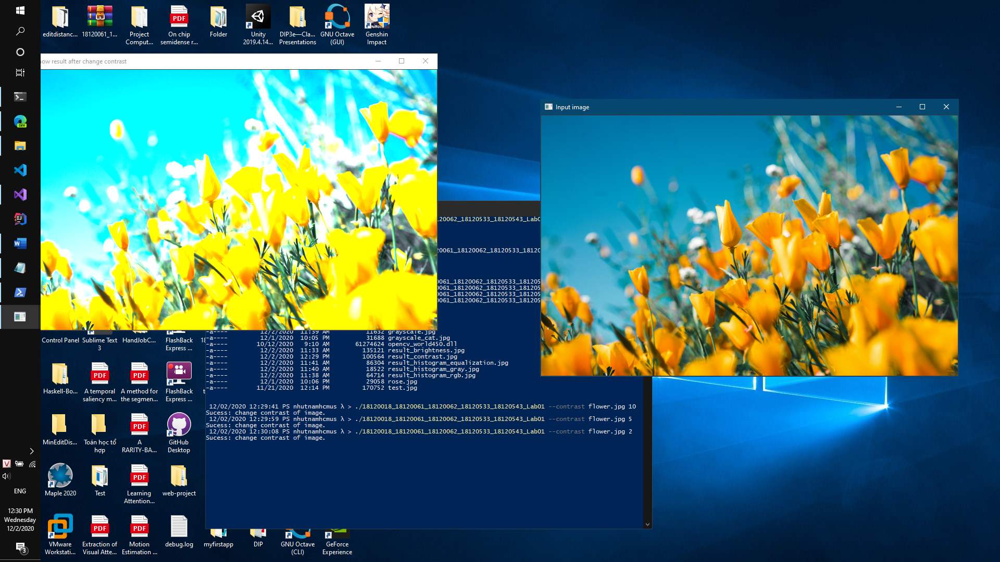 editdistanc...
18120061_1...
Project
Comput...
On chip
semidense r...
Folder
Unity
2019.4.14...
DIP3e—Cla...
Presentations
GNU Octave
(GUI)
Genshin
Impact
PDF
ow result after change contrast
Input image
DEV
120062_18120533_18120543_Lab0
-a---- 12/2/2020 11:39 AM 11632 grayscale.jpg
-a---- 12/1/2020 10:05 PM 31688 grayscale_cat.jpg
-a---- 10/12/2020 9:10 AM 61274624 opencv_world450.dll
-a---- 12/2/2020 11:33 AM 135121 result_brightness.jpg
-a---- 12/2/2020 12:29 PM 100564 result_contrast.jpg
-a---- 12/2/2020 11:41 AM 86304 result_histogram_equalization.jpg
-a---- 12/2/2020 11:40 AM 18522 result_histogram_gray.jpg
-a---- 12/2/2020 11:38 AM 64714 result_histogram_rgb.jpg
-a---- 12/1/2020 10:06 PM 29058 rose.jpg
-a---- 11/21/2020 12:14 PM 170752 test.jpg
12/02/2020 12:29:41 PS nhutnamhcmus λ > ./18120018_18120061_18120062_18120533_18120543_Lab01 --contrast flower.jpg 10
Sucess: change contrast of image.
12/02/2020 12:29:59 PS nhutnamhcmus λ > ./18120018_18120061_18120062_18120533_18120543_Lab01 --contrast flower.jpg 5
Sucess: change contrast of image.
12/02/2020 12:30:08 PS nhutnamhcmus λ > ./18120018_18120061_18120062_18120533_18120543_Lab01 --contrast flower.jpg 2
Sucess: change contrast of image.
Control Panel
Sublime Text
3
HandJobC...
FlashBack
Express ...
Haskell-Bo...
PDF
A temporal
saliency m...
PDF
A method for
the segmen...
FlashBack
Express ...
MinEditDis...
Toán học tổ
hợp
PDF
A
RARITY-BA...
GitHub
Desktop
Maple 2020
Test
PDF
Learning
Attention...
web-project
VMware
Workstati...
PDF
Extraction of
Visual Atte...
PDF
Motion
Estimation ...
debug.log
myfirstapp
DIP
GNU Octave
(CLI)
GeForce
Experience
ENG
12:30 PM
Wednesday
12/2/2020
3